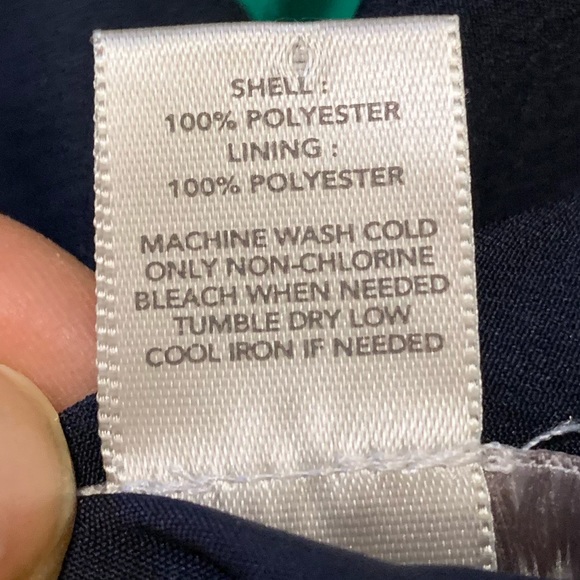 SHELL :
100% POLYESTER
LINING :
100% POLYESTER
MACHINE WASH COLD
ONLY NON-CHLORINE
BLEACH WHEN NEEDED
TUMBLE DRY LOW
COOL IRON IF NEEDED